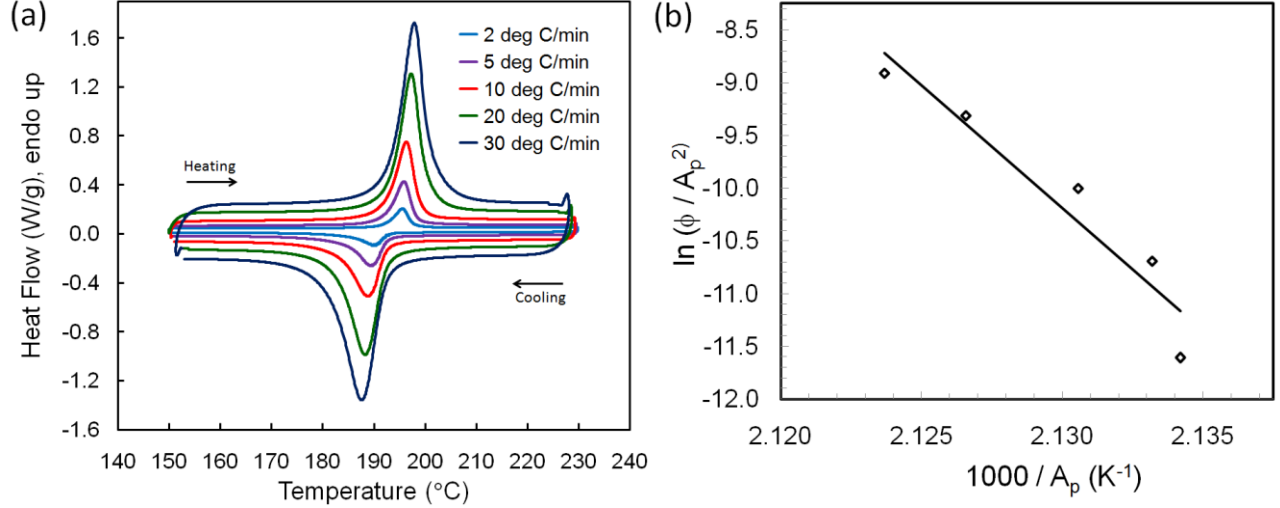 (a)
1.6
1.2
0.8
0.4
0.0
-0.4
-0.8
-1.2
-1.6
Heat Flow (W/g), endo up
2 deg C/min
5 deg C/min
10 deg C/min
20 deg C/min
30 deg C/min
Heating
Cooling
140 150 160 170 180 190 200 210 220 230 240
Temperature (°C)
(b)
-8.5
-9.0
-9.5
-10.0
-10.5
-11.0
-11.5
-12.0
ln (ϕ / Aₚ²)
2.120 2.125 2.130 2.135
1000 / Aₚ (K⁻¹)